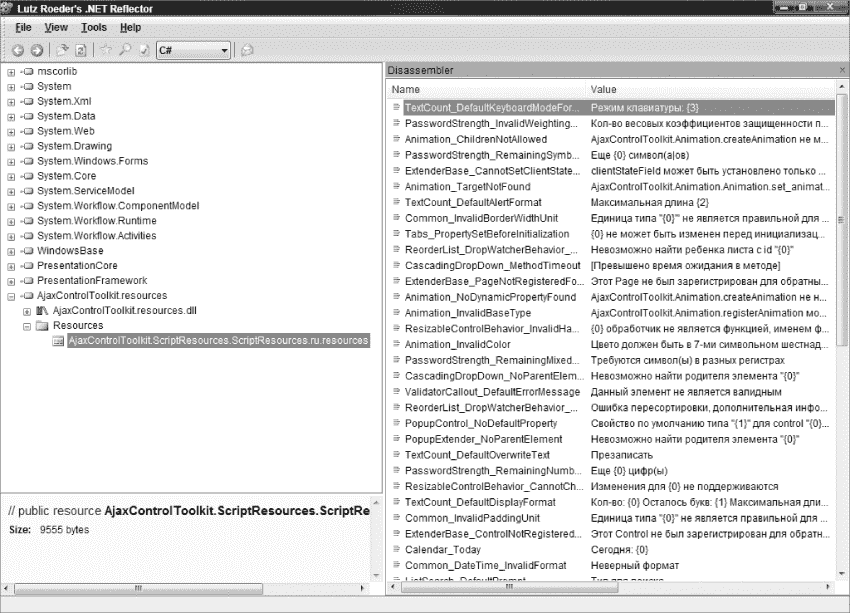 Lutz Roeder's .NET Reflector
File View Tools Help
C#
mscorlib
System
System.Xml
System.Data
System.Web
System.Drawing
System.Windows.Forms
System.Core
System.ServiceModel
System.Workflow.ComponentModel
System.Workflow.Runtime
System.Workflow.Activities
WindowsBase
PresentationCore
PresentationFramework
AjaxControlToolkit.resources
AjaxControlToolkit.resources.dll
Resources
AjaxControlToolkit.ScriptResources.ScriptResources.ru.resources
// public resource AjaxControlToolkit.ScriptResources.ScriptRe
Size: 9555 bytes
Disassembler
Name Value
TextCount_DefaultKeyboardModeFor... Режим клавиатуры: {3}
PasswordStrength_InvalidWeighting... Кол-во весовых коэффициентов защищенности п...
Animation_ChildrenNotAllowed AjaxControlToolkit.Animation.createAnimation не м...
PasswordStrength_RemainingSymb... Еще {0} символ(а|ов)
ExtenderBase_CannotSetClientState... clientStateField может быть установлено только ...
Animation_TargetNotFound AjaxControlToolkit.Animation.Animation.set_animat...
TextCount_DefaultAlertFormat Максимальная длина {2}
Common_InvalidBorderWidthUnit Единица типа "{0}"' не является правильной для ...
Tabs_PropertySetBeforeInitialization {0} не может быть изменен перед инициализац...
ReorderList_DropWatcherBehavior_... Невозможно найти ребенка листа с id "{0}"
CascadingDropDown_MethodTimeout [Превышено время ожидания в методе]
ExtenderBase_PageNotRegisteredFo... Этот Page не был зарегистрирован для обратны...
Animation_NoDynamicPropertyFound AjaxControlToolkit.Animation.createAnimation не н...
Animation_InvalidBaseType AjaxControlToolkit.Animation.registerAnimation мо...
ResizableControlBehavior_InvalidHa... {0} обработчик не является функцией, именем ф...
Animation_InvalidColor Цвет должен быть в 7-ми символьном шестнад...
PasswordStrength_RemainingMixed... Требуются символ(ы) в разных регистрах
CascadingDropDown_NoParentElem... Невозможно найти родителя элемента "{0}"
ValidatorCallout_DefaultErrorMessage Данный элемент не является валидным
ReorderList_DropWatcherBehavior_... Ошибка пересортировки, дополнительная инфо...
PopupControl_NoDefaultProperty Свойство по умолчанию типа "{1}" для control "{0}...
PopupExtender_NoParentElement Невозможно найти родителя элемента "{0}"
TextCount_DefaultOverwriteText Презаписать
PasswordStrength_RemainingNumb... Еще {0} цифр(ы)
ResizableControlBehavior_CannotCh... Изменения для {0} не поддерживаются
TextCount_DefaultDisplayFormat Кол-во: {0} Осталось букв: {1} Максимальная дли...
Common_InvalidPaddingUnit Единица типа "{0}" не является правильной для ...
ExtenderBase_ControlNotRegistered... Этот Control не был зарегистрирован для обратн...
Calendar_Today Сегодня: {0}
Common_DateTime_InvalidFormat Неверный формат